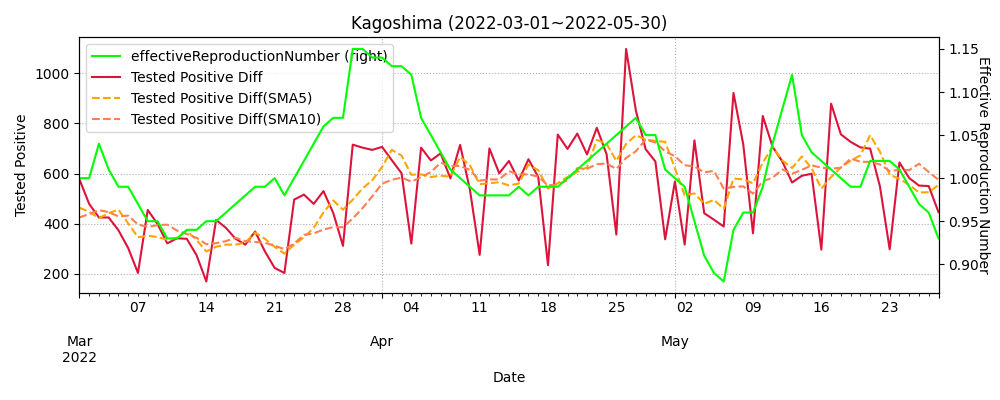 Kagoshima (2022-03-01~2022-05-30)
effectiveReproductionNumber (right)
Tested Positive Diff
Tested Positive Diff(SMA5)
Tested Positive Diff(SMA10)
Tested Positive
1000
800
600
400
200
Effective Reproduction Number
1.15
1.10
1.05
1.00
0.95
0.90
07 14 21 28 04 11 18 25 02 09 16 23
Mar Apr May
2022
Date